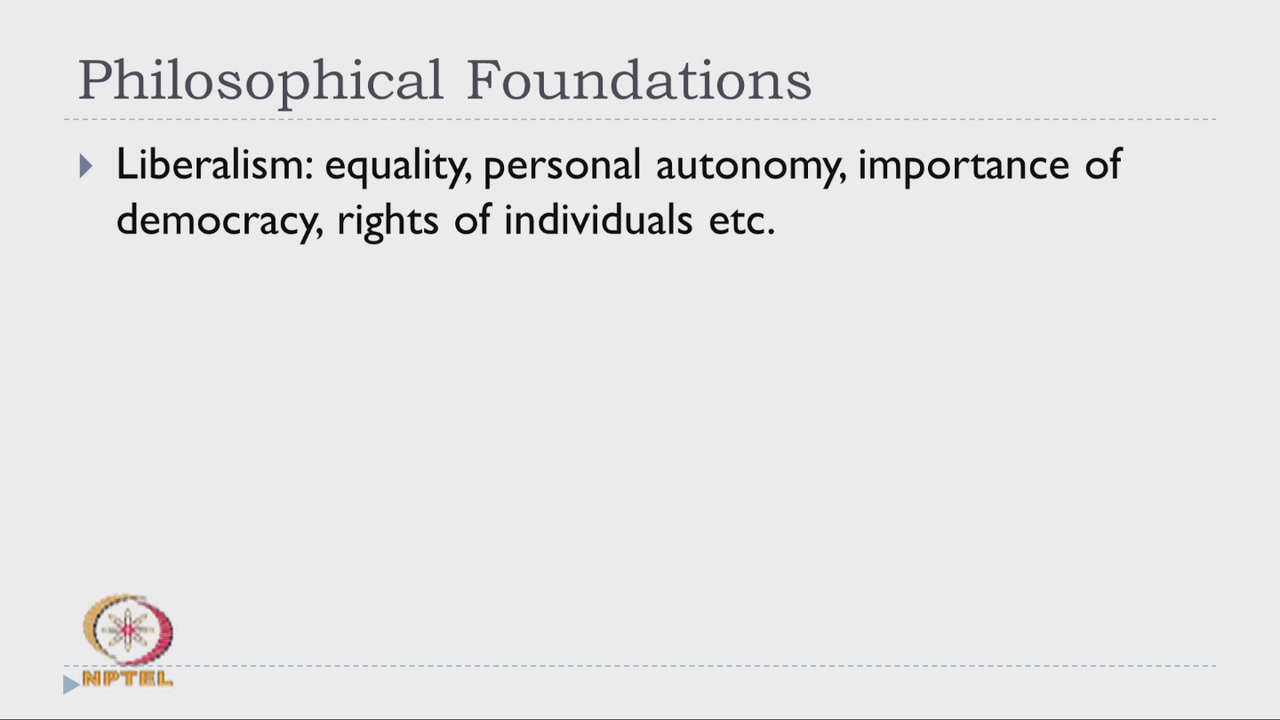 Philosophical Foundations
Liberalism: equality, personal autonomy, importance of
democracy, rights of individuals etc.
NPTEL